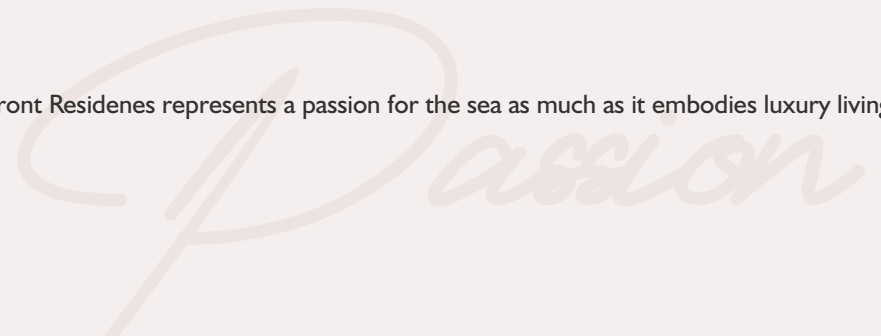 ront Residenes represents a passion for the sea as much as it embodies luxury living
Passion